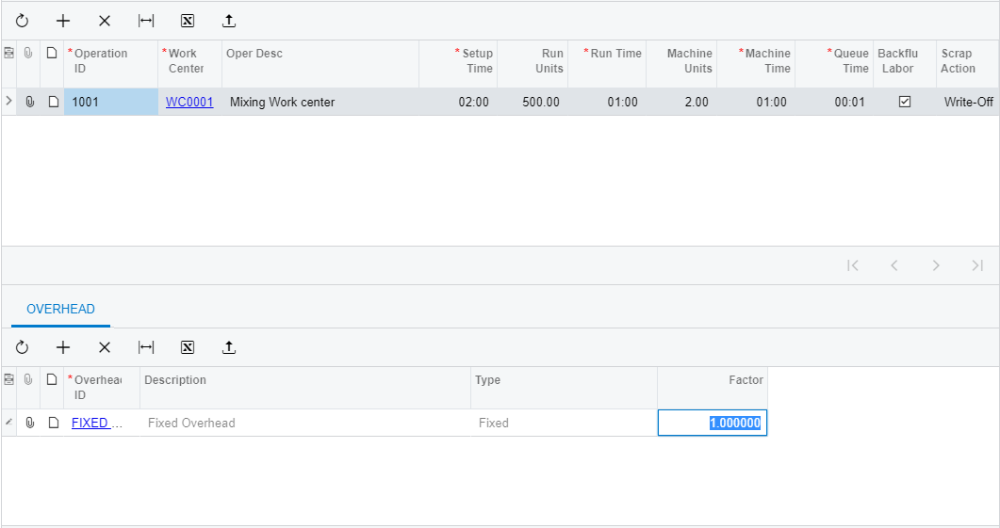 * Operation ID
* Work Center
Oper Desc
* Setup Time
Run Units
* Run Time
Machine Units
* Machine Time
* Queue Time
Backflu Labor
Scrap Action
1001 WC0001 Mixing Work center 02:00 500.00 01:00 2.00 01:00 00:01 Write-Off
OVERHEAD
* Overhea ID
Description
Type
Factor
FIXED ... Fixed Overhead Fixed 1.000000